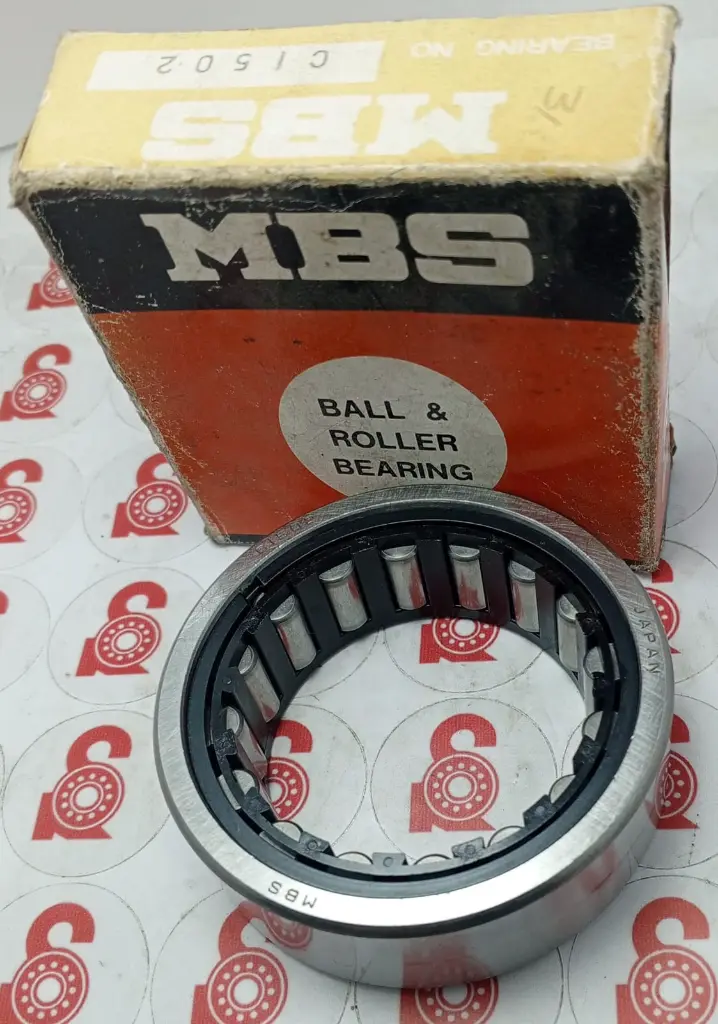 BEARING NO
C1502
MBS
MBS
BALL &
ROLLER
BEARING
JAPAN
MBS